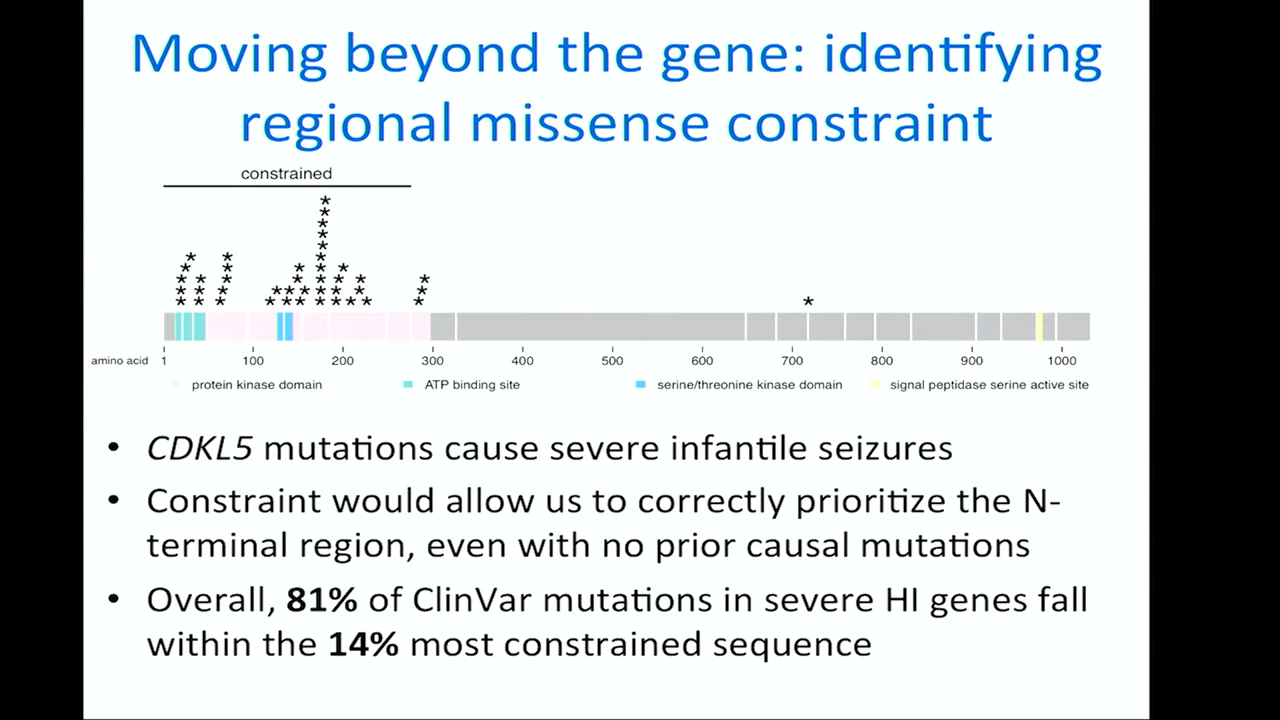 Moving beyond the gene: identifying
regional missense constraint
constrained
amino acid 1 100 200 300 400 500 600 700 800 900 1000
protein kinase domain ATP binding site serine/threonine kinase domain signal peptidase serine active site
• CDKL5 mutations cause severe infantile seizures
• Constraint would allow us to correctly prioritize the N-
terminal region, even with no prior causal mutations
• Overall, 81% of ClinVar mutations in severe HI genes fall
within the 14% most constrained sequence